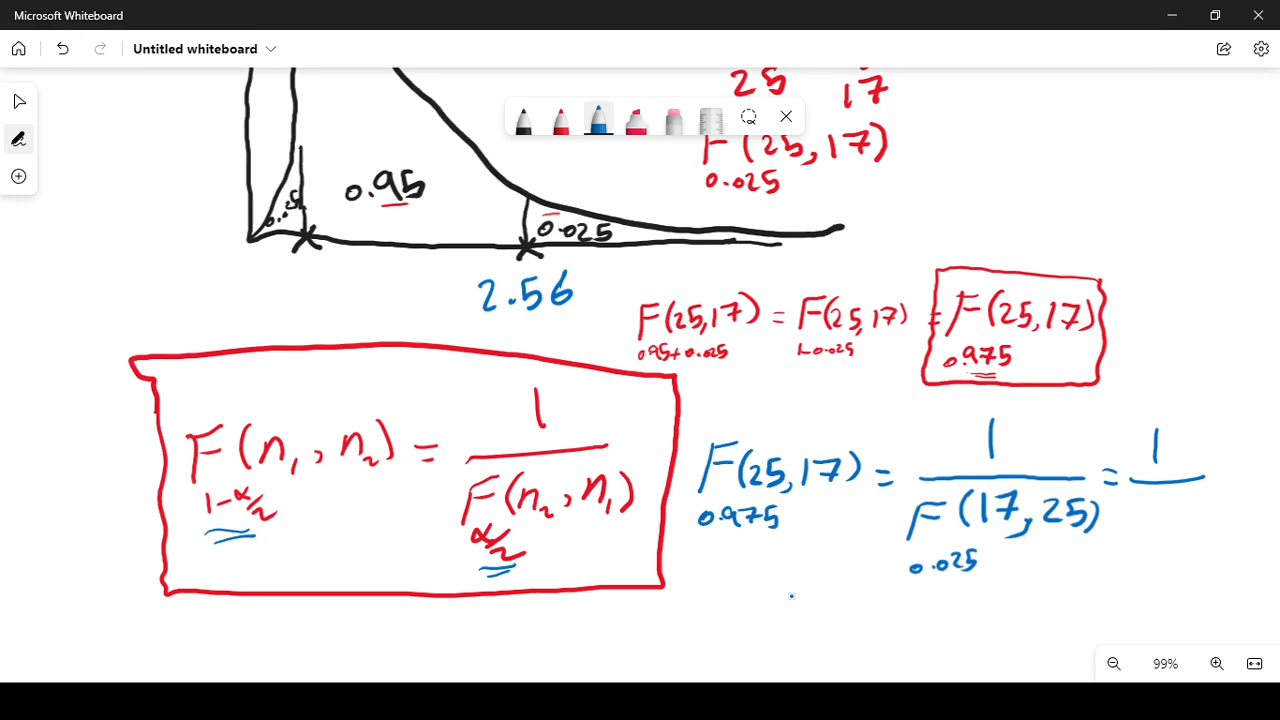 Microsoft Whiteboard
Untitled whiteboard
25 17
F(25,17)
0.025
0.95
0.025
0.025
2.56
F(25,17) = F(25,17) = F(25,17)
0.95+0.025 1-0.025 0.975
F(n₁, n₂) = 1 / F(n₂, n₁)
1-α/2 α/2
F(25,17) = 1 / F(17,25) = 1
0.975 0.025
99%